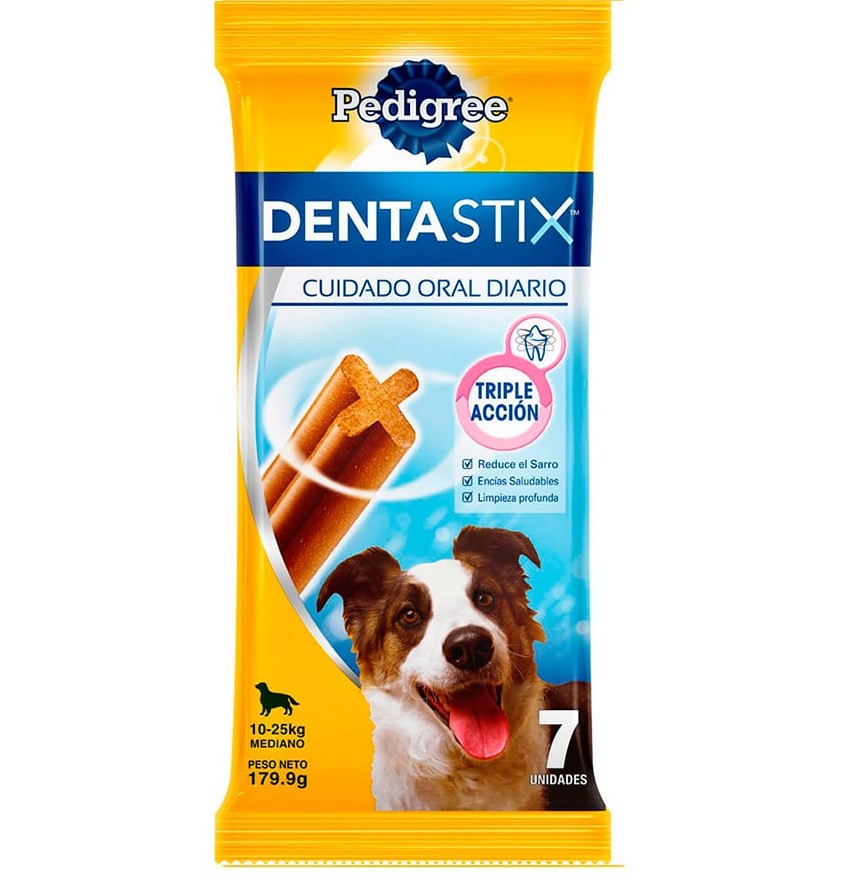 Pedigree®
DENTASTIX™
CUIDADO ORAL DIARIO
TRIPLE
ACCIÓN
☑ Reduce el Sarro
☑ Encías Saludables
☑ Limpieza profunda
10-25kg
MEDIANO
PESO NETO
179.9g
7
UNIDADES